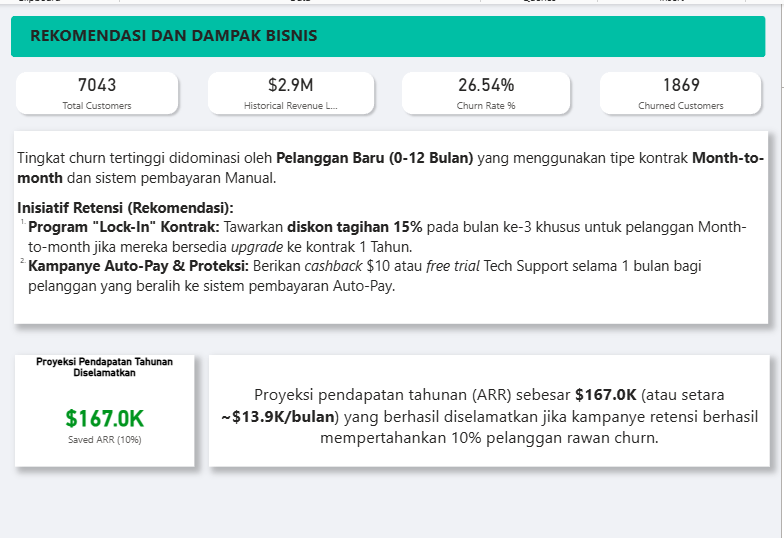 REKOMENDASI DAN DAMPAK BISNIS
7043
Total Customers
$2.9M
Historical Revenue L...
26.54%
Churn Rate %
1869
Churned Customers
Tingkat churn tertinggi didominasi oleh Pelanggan Baru (0-12 Bulan) yang menggunakan tipe kontrak Month-to-
month dan sistem pembayaran Manual.
Inisiatif Retensi (Rekomendasi):
1. Program "Lock-In" Kontrak: Tawarkan diskon tagihan 15% pada bulan ke-3 khusus untuk pelanggan Month-
to-month jika mereka bersedia upgrade ke kontrak 1 Tahun.
2. Kampanye Auto-Pay & Proteksi: Berikan cashback $10 atau free trial Tech Support selama 1 bulan bagi
pelanggan yang beralih ke sistem pembayaran Auto-Pay.
Proyeksi Pendapatan Tahunan
Diselamatkan
$167.0K
Saved ARR (10%)
Proyeksi pendapatan tahunan (ARR) sebesar $167.0K (atau setara
~$13.9K/bulan) yang berhasil diselamatkan jika kampanye retensi berhasil
mempertahankan 10% pelanggan rawan churn.